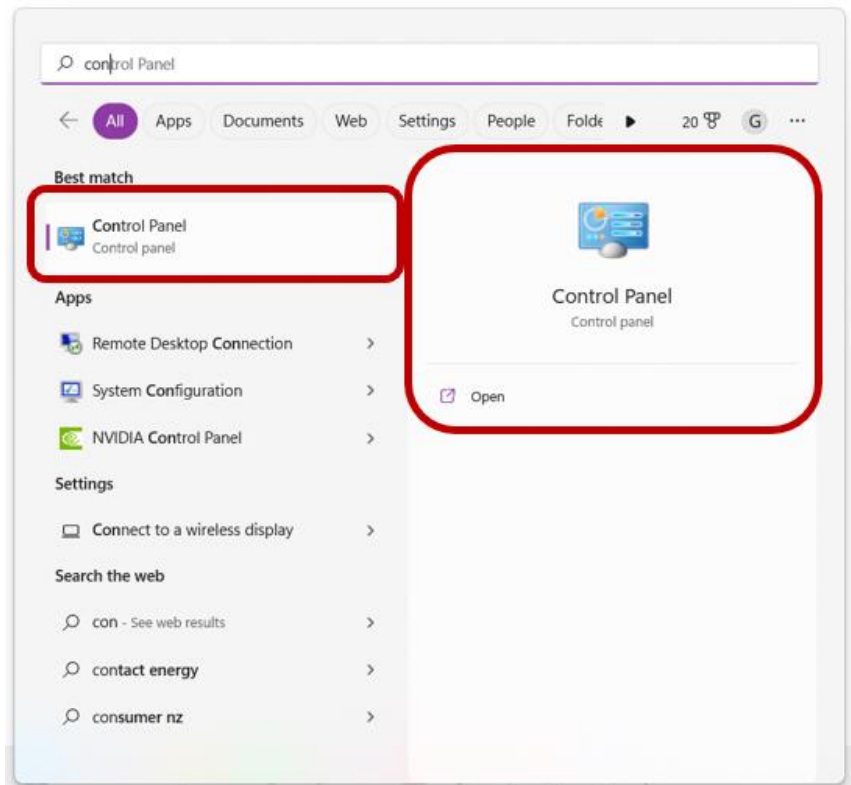 control Panel
All Apps Documents Web Settings People Folde 20 G ...
Best match
Control Panel
Control panel
Apps
Remote Desktop Connection
System Configuration
NVIDIA Control Panel
Settings
Connect to a wireless display
Search the web
con - See web results
contact energy
consumer nz
Control Panel
Control panel
Open